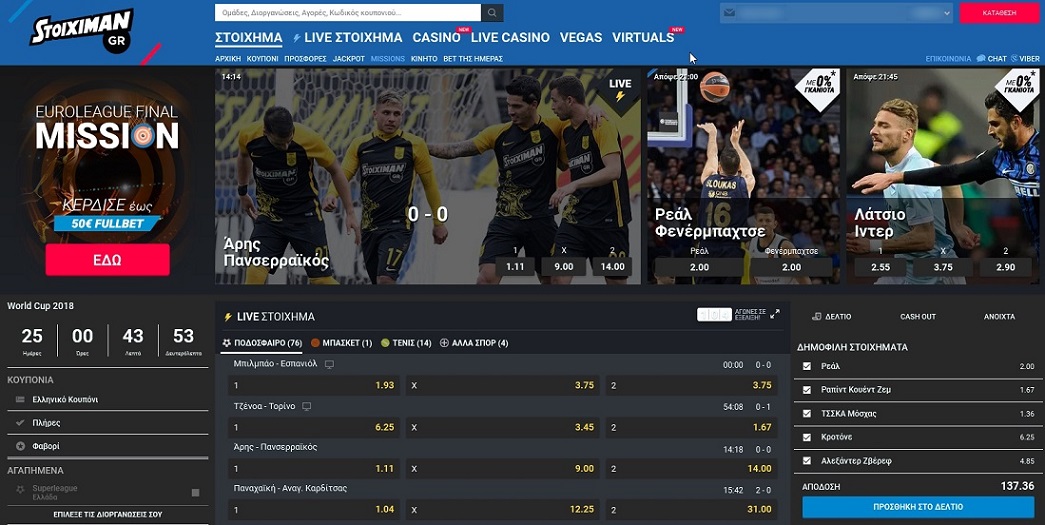 STOIXIMAN
GR
Ομάδες, Διοργανώσεις, Αγορές, Κωδικός κουπονιού...
ΚΑΤΑΘΕΣΗ
ΣΤΟΙΧΗΜΑ
LIVE ΣΤΟΙΧΗΜΑ
CASINO
NEW
LIVE CASINO
VEGAS
VIRTUALS
NEW
ΑΡΧΙΚΗ ΚΟΥΠΟΝΙ ΠΡΟΣΦΟΡΕΣ JACKPOT MISSIONS ΚΙΝΗΤΟ ΒΕΤ ΤΗΣ ΗΜΕΡΑΣ
ΕΠΙΚΟΙΝΩΝΙΑ CHAT VIBER
EUROLEAGUE FINAL
MISSION
ΚΕΡΔΙΣΕ έως
50€ FULLBET
ΕΔΩ
14:14
LIVE
STOIXIMAN
GR
0 - 0
Άρης
Πανσερραϊκός
1 X 2
1.11 9.00 14.00
Απόψε 22:00
ΜΕ 0%*
ΓΚΑΝΙΟΤΑ
SLOUKAS
16
Ρεάλ
Φενέρμπαχτσε
Ρεάλ Φενέρμπαχτσε
2.00 2.00
Απόψε 21:45
ΜΕ 0%*
ΓΚΑΝΙΟΤΑ
Λάτσιο
Ιντερ
1 X 2
2.55 3.75 2.90
World Cup 2018
25 00 43 53
Ημέρες Ώρες Λεπτά Δευτερόλεπτα
ΚΟΥΠΟΝΙΑ
Ελληνικό Κουπόνι
Πλήρες
Φαβορί
ΑΓΑΠΗΜΕΝΑ
Superleague
Ελλάδα
ΕΠΙΛΕΞΕ ΤΙΣ ΔΙΟΡΓΑΝΩΣΕΙΣ ΣΟΥ
LIVE ΣΤΟΙΧΗΜΑ
ΑΓΩΝΕΣ ΣΕ
ΕΞΕΛΙΞΗ!
ΠΟΔΟΣΦΑΙΡΟ (76) ΜΠΑΣΚΕΤ (1) ΤΕΝΙΣ (14) ΑΛΛΑ ΣΠΟΡ (4)
Μπιλμπάο - Εσπανιόλ 00:00 0 - 0
1 1.93 X 3.75 2 3.75
Τζένοα - Τορίνο 54:08 0 - 1
1 6.25 X 3.45 2 1.67
Άρης - Πανσερραϊκός 14:18 0 - 0
1 1.11 X 9.00 2 14.00
Παναχαϊκή - Αναγ. Καρδίτσας 15:42 2 - 0
1 1.04 X 12.25 2 31.00
ΔΕΛΤΙΟ CASH OUT ΑΝΟΙΧΤΑ
ΔΗΜΟΦΙΛΗ ΣΤΟΙΧΗΜΑΤΑ
Ρεάλ 2.00
Ραπίντ Κουέντ Ζεμ 1.67
ΤΣΣΚΑ Μόσχας 1.36
Κροτόνε 6.25
Αλεξάντερ Ζβέρεφ 4.85
ΑΠΟΔΟΣΗ 137.36
ΠΡΟΣΘΗΚΗ ΣΤΟ ΔΕΛΤΙΟ